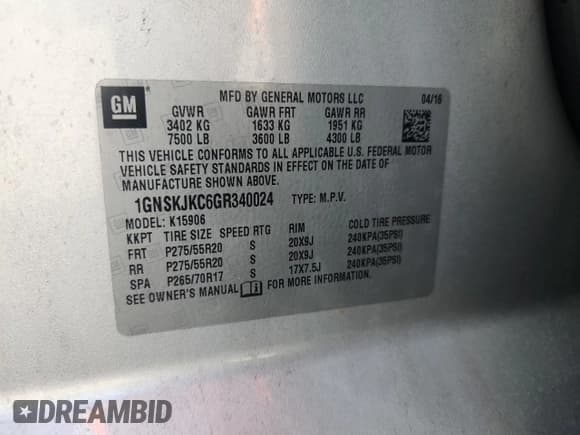 GM
MFD BY GENERAL MOTORS LLC 04/16
GVWR GAWR FRT GAWR RR
3402 KG 1633 KG 1951 KG
7500 LB 3600 LB 4300 LB
THIS VEHICLE CONFORMS TO ALL APPLICABLE U.S. FEDERAL MOTOR
VEHICLE SAFETY STANDARDS IN EFFECT ON THE DATE OF
MANUFACTURE SHOWN ABOVE.
1GNSKJKC6GR340024 TYPE: M.P.V.
MODEL: K15906
KKPT TIRE SIZE SPEED RTG RIM COLD TIRE PRESSURE
FRT P275/55R20 S 20X9J 240KPA(35PSI)
RR P275/55R20 S 20X9J 240KPA(35PSI)
SPA P265/70R17 S 17X7.5J 240KPA(35PSI)
SEE OWNER'S MANUAL FOR MORE INFORMATION.
DREAMBID